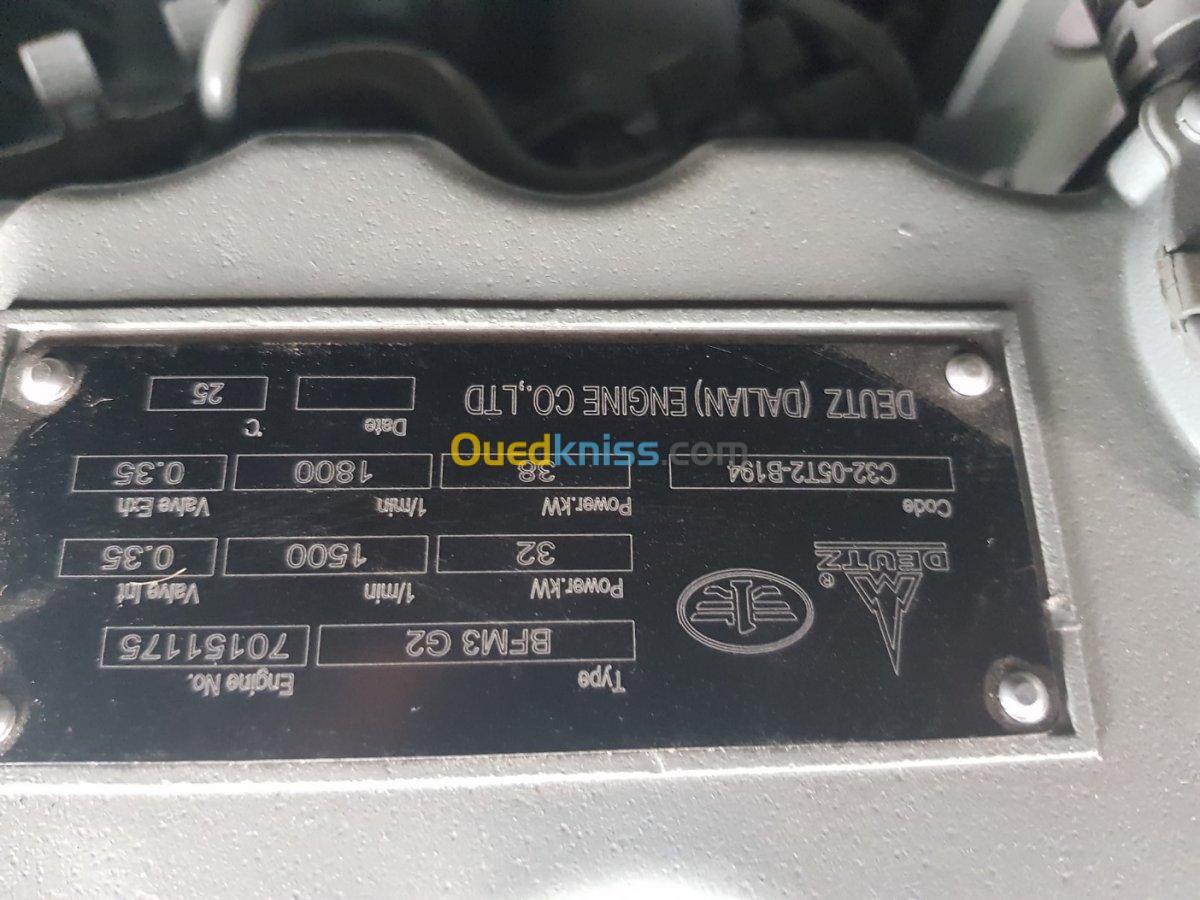 Type
BFM3 G2
Engine No.
70151175
DEUTZ®
Power.kW
32
1/min
1500
Valve.Int
0.35
Code
C32-05T2-B194
Power.kW
38
1/min
1800
Valve Exh
0.35
DEUTZ (DALIAN) ENGINE CO.,LTD
Date
°C
25
Ouedkniss.com